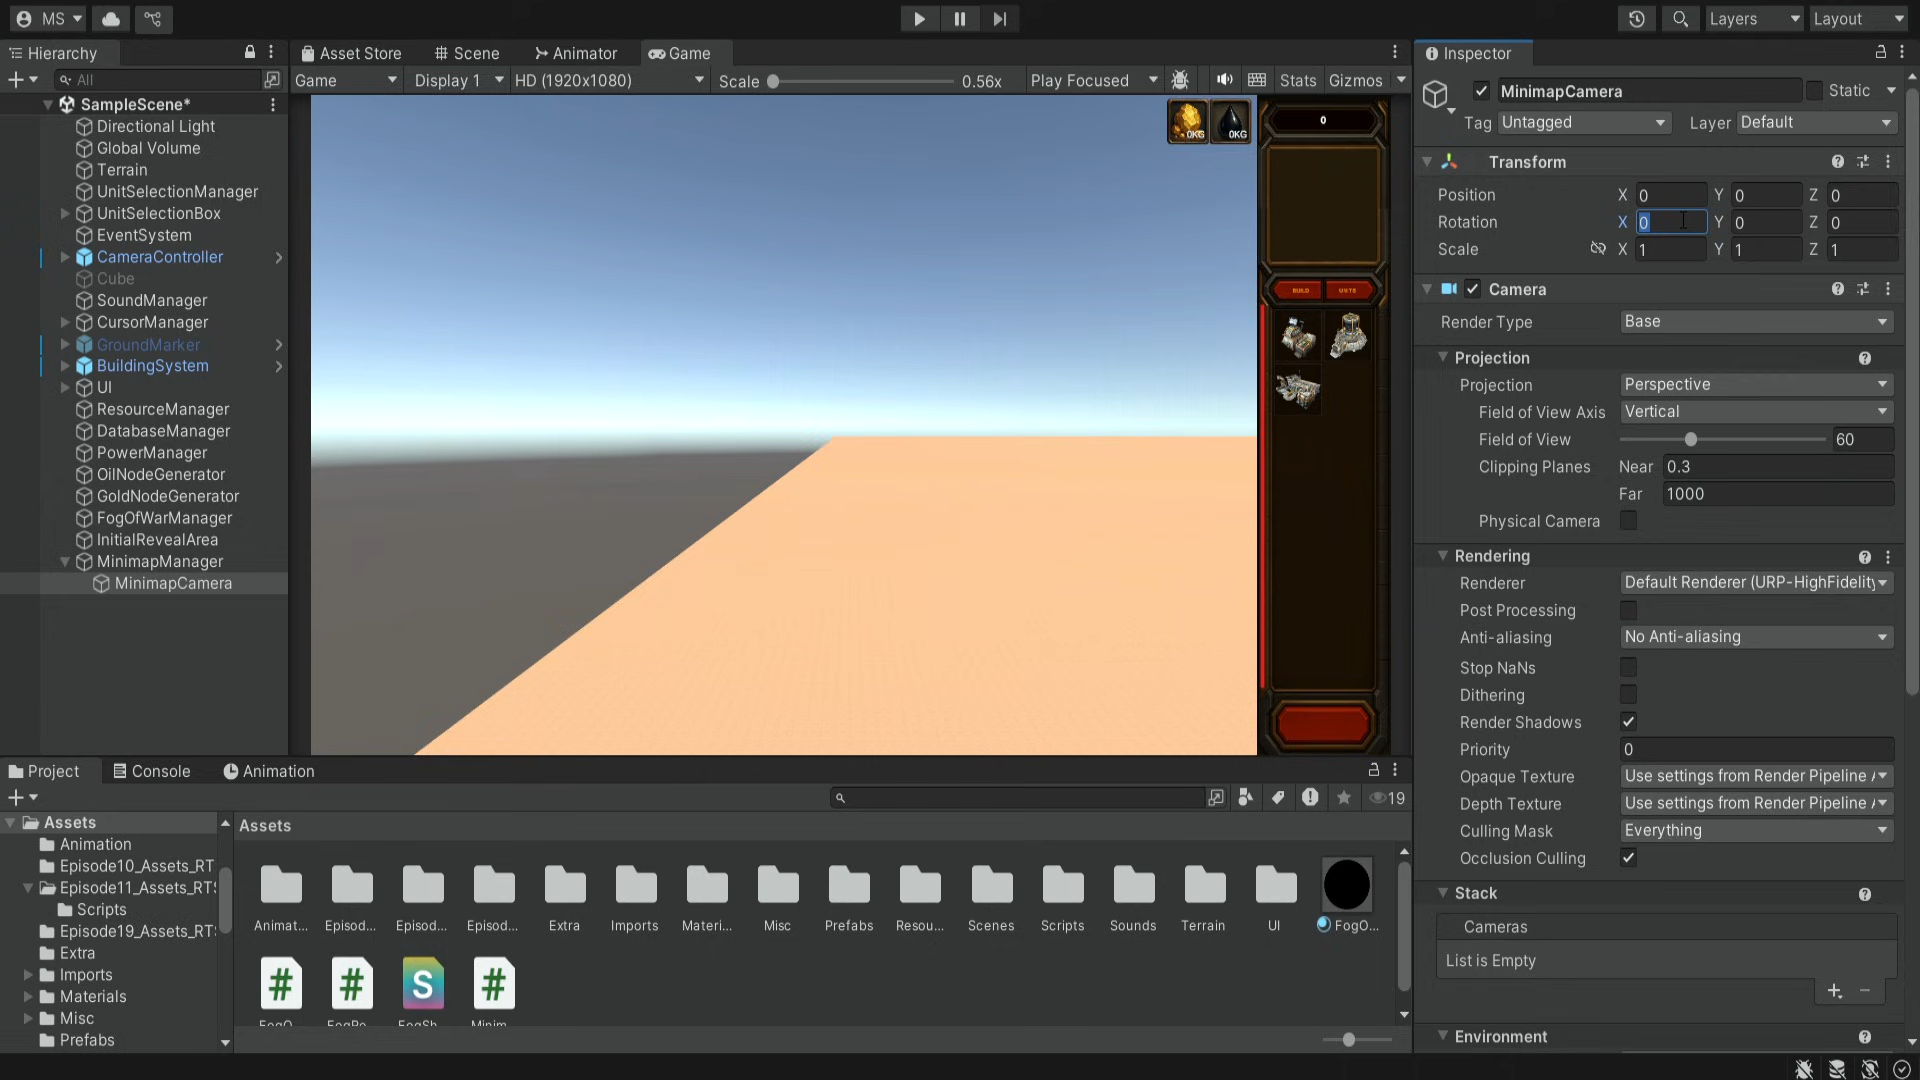 MS
Layers
Layout
Hierarchy
Asset Store
Scene
Animator
Game
Inspector
All
Game
Display 1
HD (1920x1080)
Scale
0.56x
Play Focused
Stats
Gizmos
SampleScene*
Directional Light
Global Volume
Terrain
UnitSelectionManager
UnitSelectionBox
EventSystem
CameraController
Cube
SoundManager
CursorManager
GroundMarker
BuildingSystem
UI
ResourceManager
DatabaseManager
PowerManager
OilNodeGenerator
GoldNodeGenerator
FogOfWarManager
InitialRevealArea
MinimapManager
MinimapCamera
0KG
0KG
0
BUILD
UNITS
MinimapCamera
Static
Tag Untagged
Layer Default
Transform
Position X 0 Y 0 Z 0
Rotation X 0 Y 0 Z 0
Scale X 1 Y 1 Z 1
Camera
Render Type Base
Projection
Projection Perspective
Field of View Axis Vertical
Field of View 60
Clipping Planes Near 0.3
Far 1000
Physical Camera
Rendering
Renderer Default Renderer (URP-HighFidelity
Post Processing
Anti-aliasing No Anti-aliasing
Stop NaNs
Dithering
Render Shadows
Priority 0
Opaque Texture Use settings from Render Pipeline A
Depth Texture Use settings from Render Pipeline A
Culling Mask Everything
Occlusion Culling
Stack
Cameras
List is Empty
Environment
Project
Console
Animation
19
Assets
Animation
Episode10_Assets_RT
Episode11_Assets_RT
Scripts
Episode19_Assets_RT
Extra
Imports
Materials
Misc
Prefabs
Assets
Animat...
Episod...
Episod...
Episod...
Extra
Imports
Materi...
Misc
Prefabs
Resou...
Scenes
Scripts
Sounds
Terrain
UI
FogO...